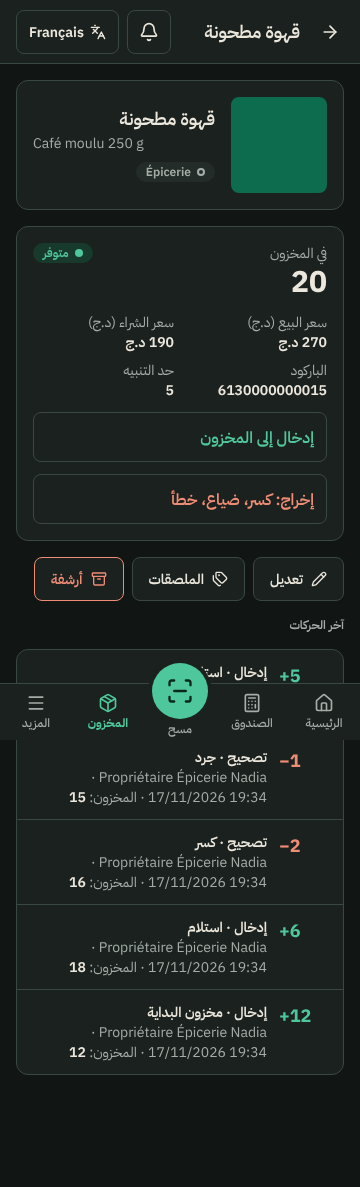 قهوة مطحونة
Français
قهوة مطحونة
Café moulu 250 g
Épicerie
في المخزون
متوفر
20
سعر البيع (د.ج)
270 د.ج
سعر الشراء (د.ج)
190 د.ج
الباركود
6130000000015
حد التنبيه
5
إدخال إلى المخزون
إخراج: كسر، ضياع، خطأ
تعديل
الملصقات
أرشفة
آخر الحركات
+5
إدخال ·
الرئيسية
الصندوق
مسح
المخزون
المزيد
−1
تصحيح · جرد
Propriétaire Épicerie Nadia ·
17/11/2026 19:34 · المخزون: 15
−2
تصحيح · كسر
Propriétaire Épicerie Nadia ·
17/11/2026 19:34 · المخزون: 16
+6
إدخال · استلام
Propriétaire Épicerie Nadia ·
17/11/2026 19:34 · المخزون: 18
+12
إدخال · مخزون البداية
Propriétaire Épicerie Nadia ·
17/11/2026 19:34 · المخزون: 12